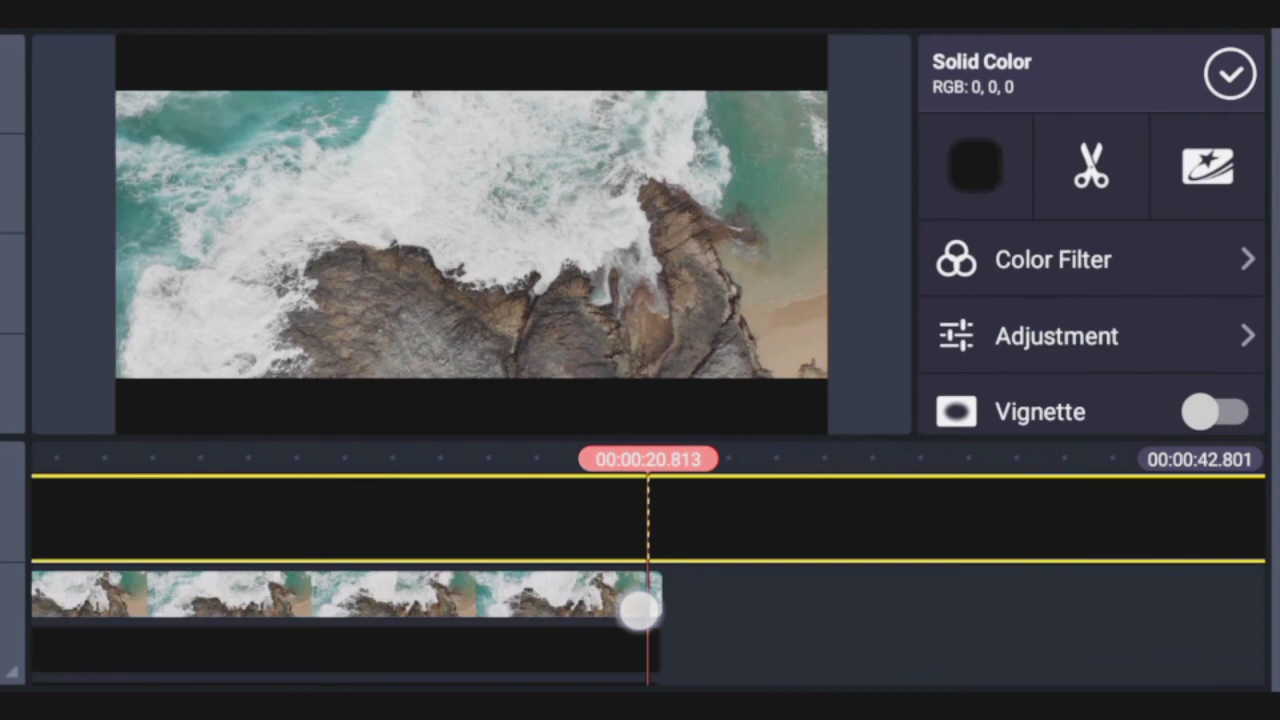 Solid Color
RGB: 0, 0, 0
Color Filter
Adjustment
Vignette
00:00:20.813
00:00:42.801